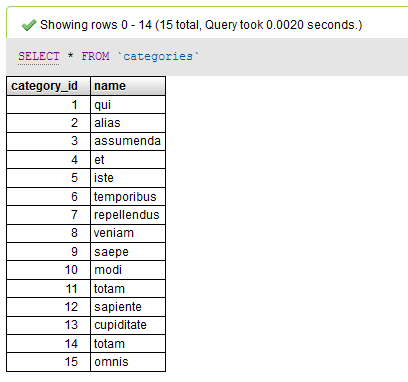 Showing rows 0 - 14 (15 total, Query took 0.0020 seconds.)
SELECT * FROM `categories`
category_id name
1 qui
2 alias
3 assumenda
4 et
5 iste
6 temporibus
7 repellendus
8 veniam
9 saepe
10 modi
11 totam
12 sapiente
13 cupiditate
14 totam
15 omnis